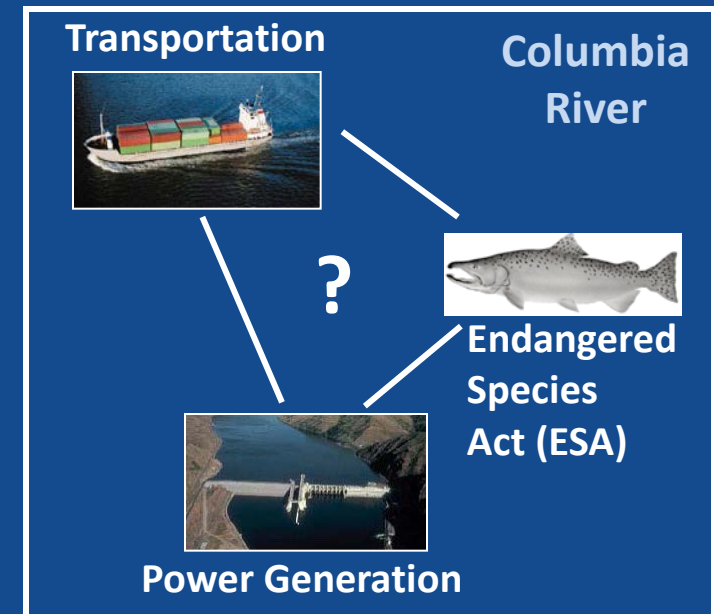 Transportation
Columbia
River
?
Endangered
Species
Act (ESA)
Power Generation